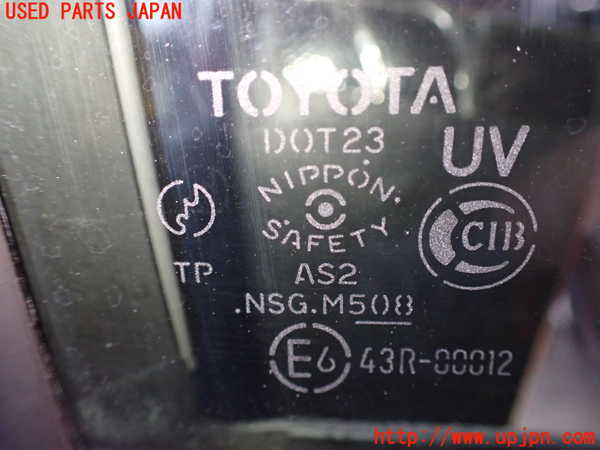 USED PARTS JAPAN
TOYOTA
DOT23
UV
NIPPON
SAFETY
CIB
TP
AS2
.NSG.M508
E6 43R-00012
http://www.upjpn.com/